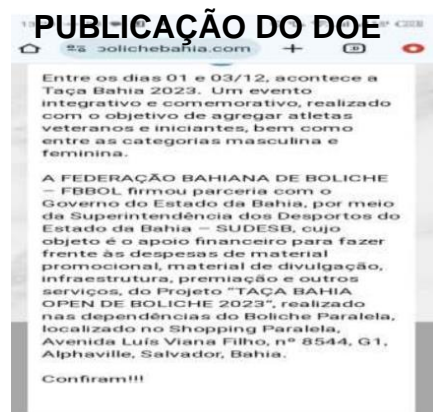 PUBLICAÇÃO DO DOE
bolichebahia.com
Entre os dias 01 e 03/12, acontece a
Taça Bahia 2023. Um evento
integrativo e comemorativo, realizado
com o objetivo de agregar atletas
veteranos e iniciantes, bem como
entre as categorias masculina e
feminina.
A FEDERAÇÃO BAHIANA DE BOLICHE
– FBBOL firmou parceria com o
Governo do Estado da Bahia, por meio
da Superintendência dos Desportos do
Estado da Bahia – SUDESB, cujo
objeto é o apoio financeiro para fazer
frente às despesas de material
promocional, material de divulgação,
infraestrutura, premiação e outros
serviços, do Projeto “TAÇA BAHIA
OPEN DE BOLICHE 2023”, realizado
nas dependências do Boliche Paralela,
localizado no Shopping Paralela,
Avenida Luís Viana Filho, nº 8544, G1,
Alphaville, Salvador, Bahia.
Confiram!!!